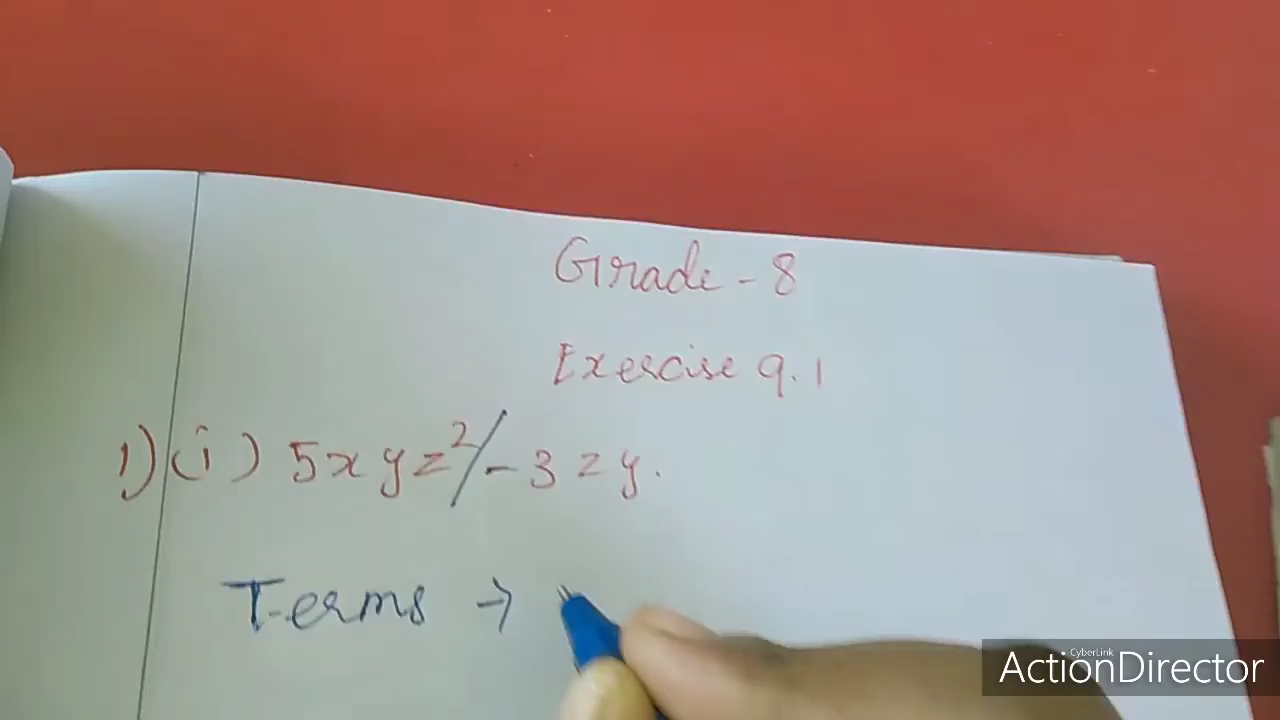 Grade - 8
Exercise 9.1
1) (i) 5xyz²/- 3zy.
Terms →
CyberLink
ActionDirector